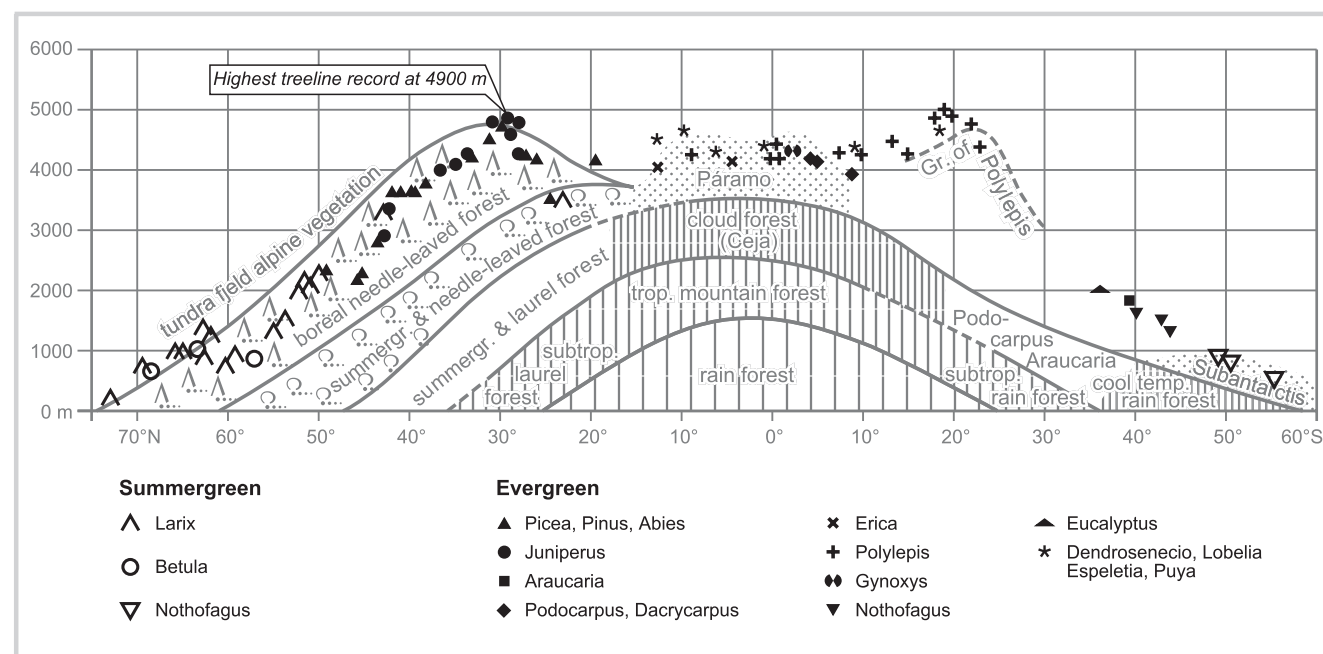 6000
5000
4000
3000
2000
1000
0 m
Highest treeline record at 4900 m
tundra fjeld alpine vegetation
boreal needle-leaved forest
summergr. & needle-leaved forest
summergr. & laurel forest
subtrop.
laurel
forest
Páramo
cloud forest
(Ceja)
trop. mountain forest
rain forest
Gr. of
Polylepis
Podo-
carpus
Araucaria
subtrop.
rain forest
cool temp.
rain forest
Subantarctis
70°N 60° 50° 40° 30° 20° 10° 0° 10° 20° 30° 40° 50° 60°S
Summergreen
Larix
Betula
Nothofagus
Evergreen
Picea, Pinus, Abies
Juniperus
Araucaria
Podocarpus, Dacrycarpus
Erica
Polylepis
Gynoxys
Nothofagus
Eucalyptus
Dendrosenecio, Lobelia
Espeletia, Puya